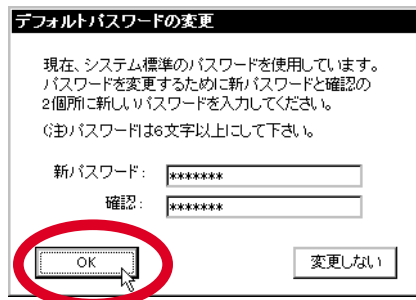 デフォルトパスワードの変更
現在、システム標準のパスワードを使用しています。
パスワードを変更するために新パスワードと確認の
2個所に新しいパスワードを入力してください。
(注)パスワードは6文字以上にして下さい。
新パスワード: *******
確認: *******
OK 変更しない